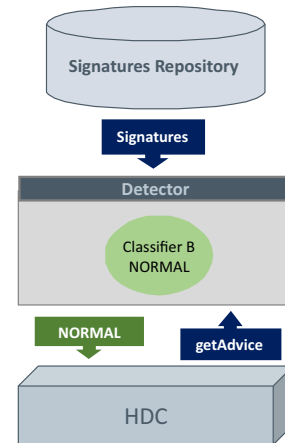 Signatures Repository
Signatures
Detector
Classifier B
NORMAL
NORMAL
getAdvice
HDC